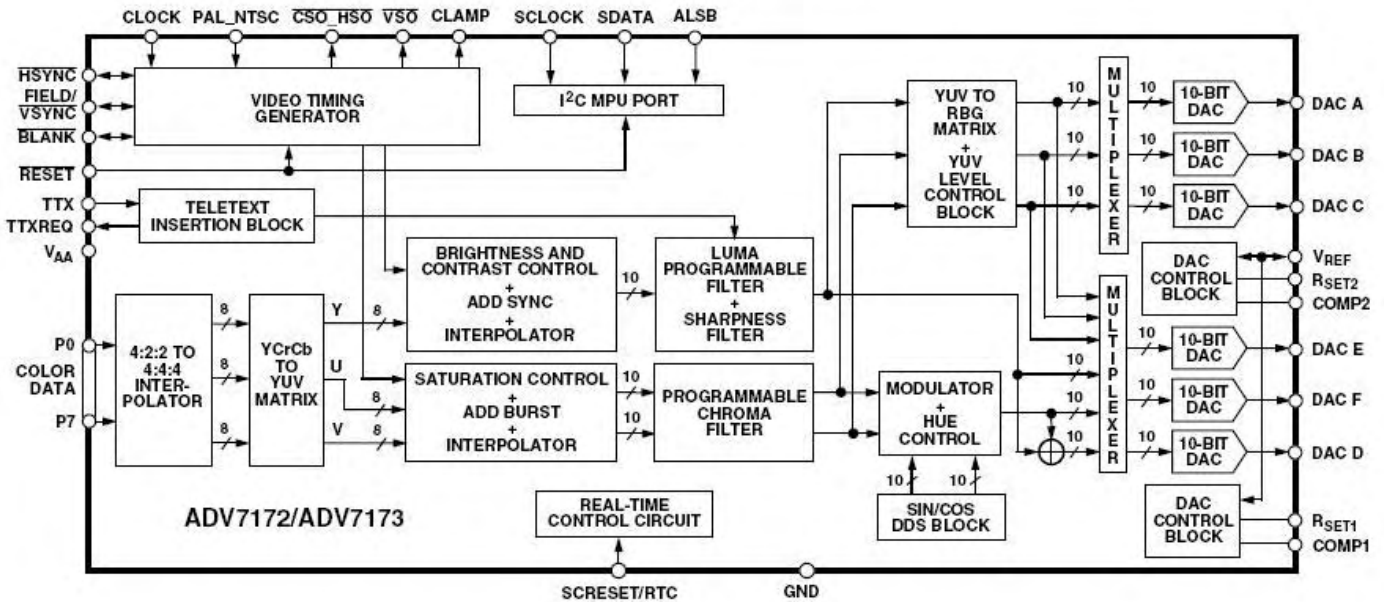 CLOCK PAL_NTSC CSO_HSO VSO CLAMP SCLOCK SDATA ALSB
HSYNC
FIELD/
VSYNC
BLANK
RESET
TTX
TTXREQ
VAA
P0
COLOR
DATA
P7
VIDEO TIMING
GENERATOR
I2C MPU PORT
TELETEXT
INSERTION BLOCK
4:2:2 TO
4:4:4
INTER-
POLATOR
8
8
8
YCrCb
TO
YUV
MATRIX
Y
8
U
8
V
8
BRIGHTNESS AND
CONTRAST CONTROL
+
ADD SYNC
+
INTERPOLATOR
10
LUMA
PROGRAMMABLE
FILTER
+
SHARPNESS
FILTER
SATURATION CONTROL
+
ADD BURST
+
INTERPOLATOR
10
10
PROGRAMMABLE
CHROMA
FILTER
YUV TO
RBG
MATRIX
+
YUV
LEVEL
CONTROL
BLOCK
10
10
10
MULTIPLEXER
10
10
10
10-BIT
DAC
10-BIT
DAC
10-BIT
DAC
DAC A
DAC B
DAC C
DAC
CONTROL
BLOCK
VREF
RSET2
COMP2
MODULATOR
+
HUE
CONTROL
10
10
SIN/COS
DDS BLOCK
10
10
10
MULTIPLEXER
10
10
10
10-BIT
DAC
10-BIT
DAC
10-BIT
DAC
DAC E
DAC F
DAC D
DAC
CONTROL
BLOCK
RSET1
COMP1
REAL-TIME
CONTROL CIRCUIT
ADV7172/ADV7173
SCRESET/RTC
GND